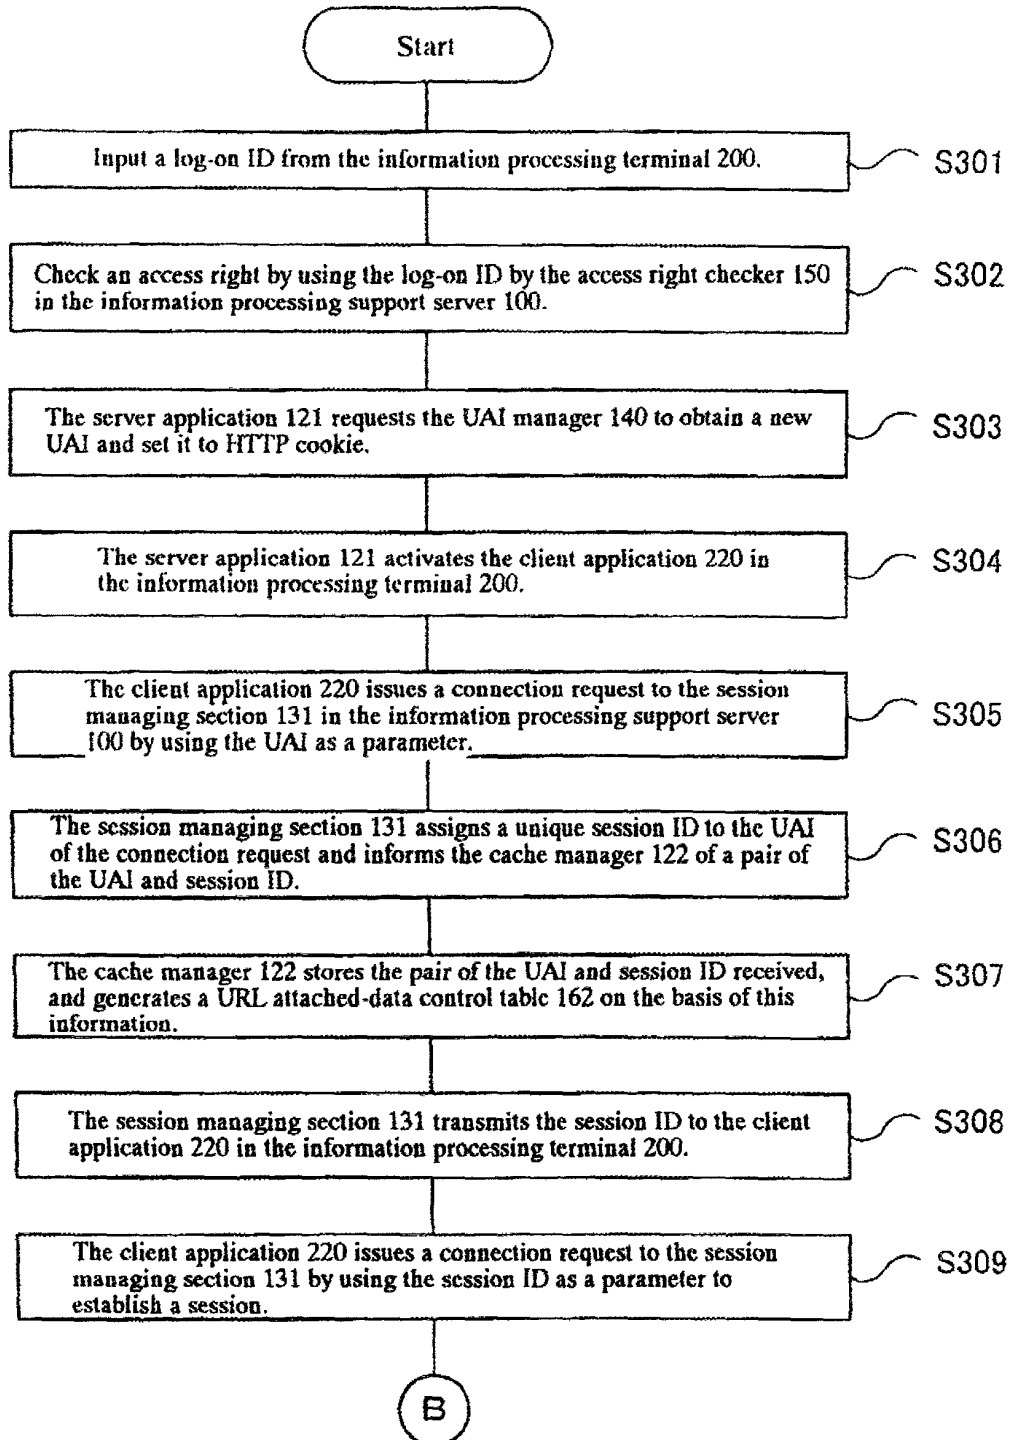 Start
Input a log-on ID from the information processing terminal 200.
S301
Check an access right by using the log-on ID by the access right checker 150
in the information processing support server 100.
S302
The server application 121 requests the UAI manager 140 to obtain a new
UAI and set it to HTTP cookie.
S303
The server application 121 activates the client application 220 in
the information processing terminal 200.
S304
The client application 220 issues a connection request to the session
managing section 131 in the information processing support server
100 by using the UAI as a parameter.
S305
The session managing section 131 assigns a unique session ID to the UAI
of the connection request and informs the cache manager 122 of a pair of
the UAI and session ID.
S306
The cache manager 122 stores the pair of the UAI and session ID received,
and generates a URL attached-data control table 162 on the basis of this
information.
S307
The session managing section 131 transmits the session ID to the client
application 220 in the information processing terminal 200.
S308
The client application 220 issues a connection request to the session
managing section 131 by using the session ID as a parameter to
establish a session.
S309
B